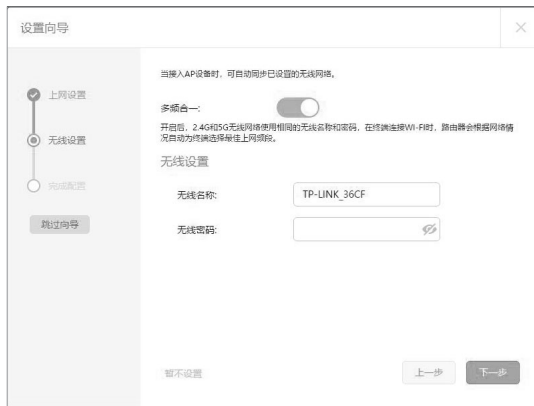 设置向导
当接入AP设备时，可自动同步已设置的无线网络。
上网设置
多频合一:
开启后，2.4G和5G无线网络使用相同的无线名称和密码，在终端连接WI-FI时，路由器会根据网络情
况自动为终端选择最佳上网频段。
无线设置
无线设置
无线名称:
TP-LINK_36CF
完成配置
跳过向导
无线密码:
暂不设置
上一步
下一步